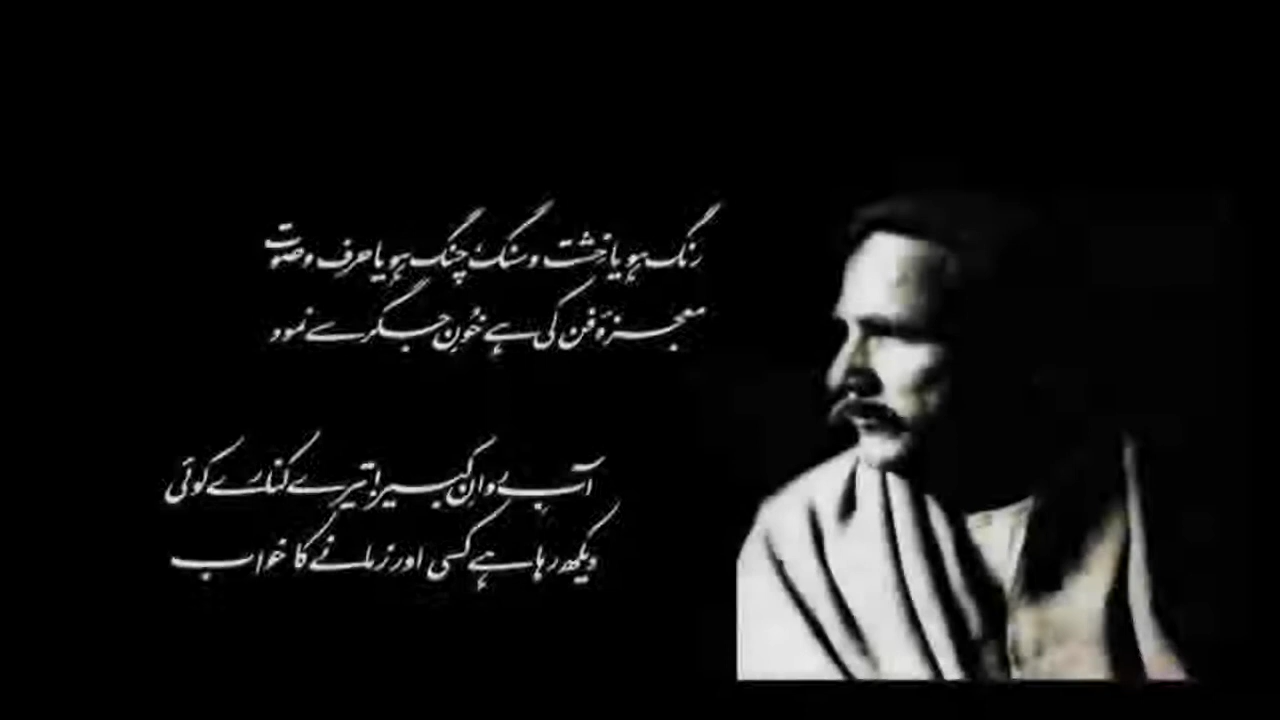 رنگ ہو یا خشت و سنگ، چنگ ہو یا حرف و صوت
معجزۂ فن کی ہے خُونِ جگر سے نمود
آبِ روانِ کبیر! تیرے کنارے کوئی
دیکھ رہا ہے کسی اور زمانے کا خواب